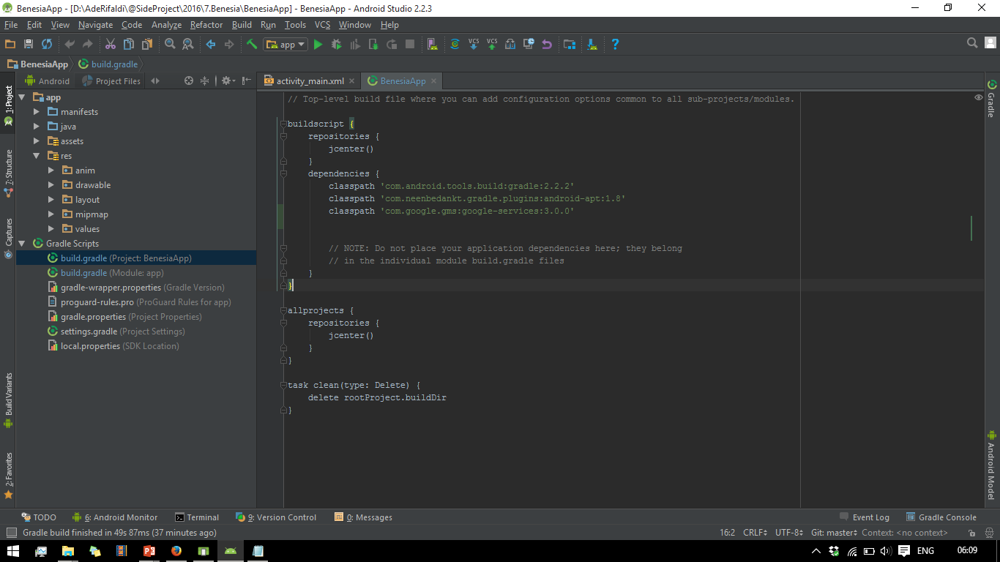 BenesiaApp - [D:\AdeRifaldi\@SideProject\2016\7.Benesia\BenesiaApp] - BenesiaApp - Android Studio 2.2.3
File Edit View Navigate Code Analyze Refactor Build Run Tools VCS Window Help
app VCS VCS ?
BenesiaApp build.gradle
Android Project Files
activity_main.xml BenesiaApp
1: Project
7: Structure
Captures
Build Variants
2: Favorites
app
manifests
java
assets
res
anim
drawable
layout
mipmap
values
Gradle Scripts
build.gradle (Project: BenesiaApp)
build.gradle (Module: app)
gradle-wrapper.properties (Gradle Version)
proguard-rules.pro (ProGuard Rules for app)
gradle.properties (Project Properties)
settings.gradle (Project Settings)
local.properties (SDK Location)
// Top-level build file where you can add configuration options common to all sub-projects/modules.
buildscript {
repositories {
jcenter()
}
dependencies {
classpath 'com.android.tools.build:gradle:2.2.2'
classpath 'com.neenbedankt.gradle.plugins:android-apt:1.8'
classpath 'com.google.gms:google-services:3.0.0'
// NOTE: Do not place your application dependencies here; they belong
// in the individual module build.gradle files
}
}
allprojects {
repositories {
jcenter()
}
}
task clean(type: Delete) {
delete rootProject.buildDir
}
Gradle
Android Model
TODO 6: Android Monitor Terminal 9: Version Control 0: Messages Event Log Gradle Console
Gradle build finished in 49s 87ms (37 minutes ago) 16:2 CRLF UTF-8 Git: master Context: <no context>
ENG 06:09